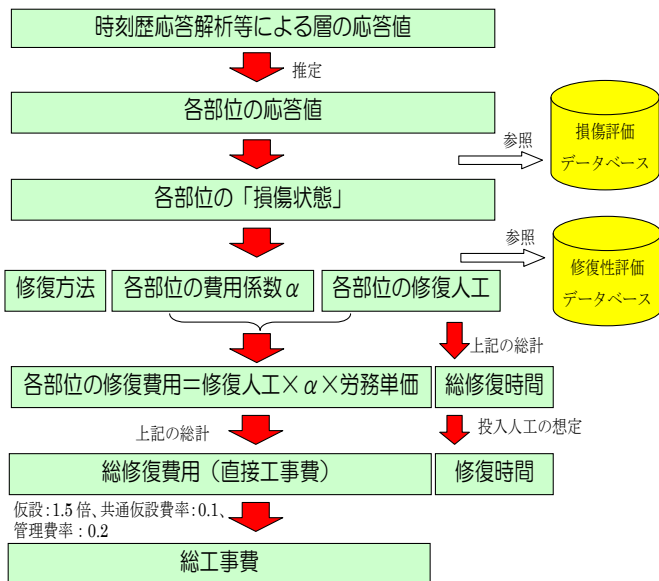 時刻歴応答解析等による層の応答値
推定
各部位の応答値
参照
損傷評価
データベース
各部位の「損傷状態」
参照
修復性評価
データベース
修復方法
各部位の費用係数α
各部位の修復人工
上記の総計
各部位の修復費用＝修復人工×α×労務単価
総修復時間
上記の総計
投入人工の想定
総修復費用（直接工事費）
修復時間
仮設：1.5倍、共通仮設費率：0.1、
管理費率：0.2
総工事費